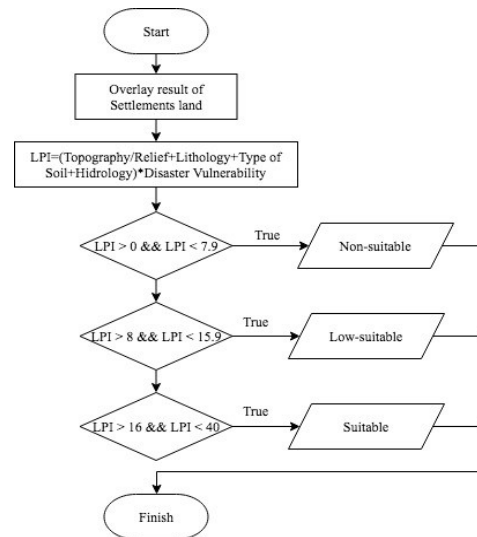 Start
Overlay result of
Settlements land
LPI=(Topography/Relief+Lithology+Type of
Soil+Hidrology)*Disaster Vulnerability
LPI > 0 && LPI < 7.9
True
Non-suitable
LPI > 8 && LPI < 15.9
True
Low-suitable
LPI > 16 && LPI < 40
True
Suitable
Finish